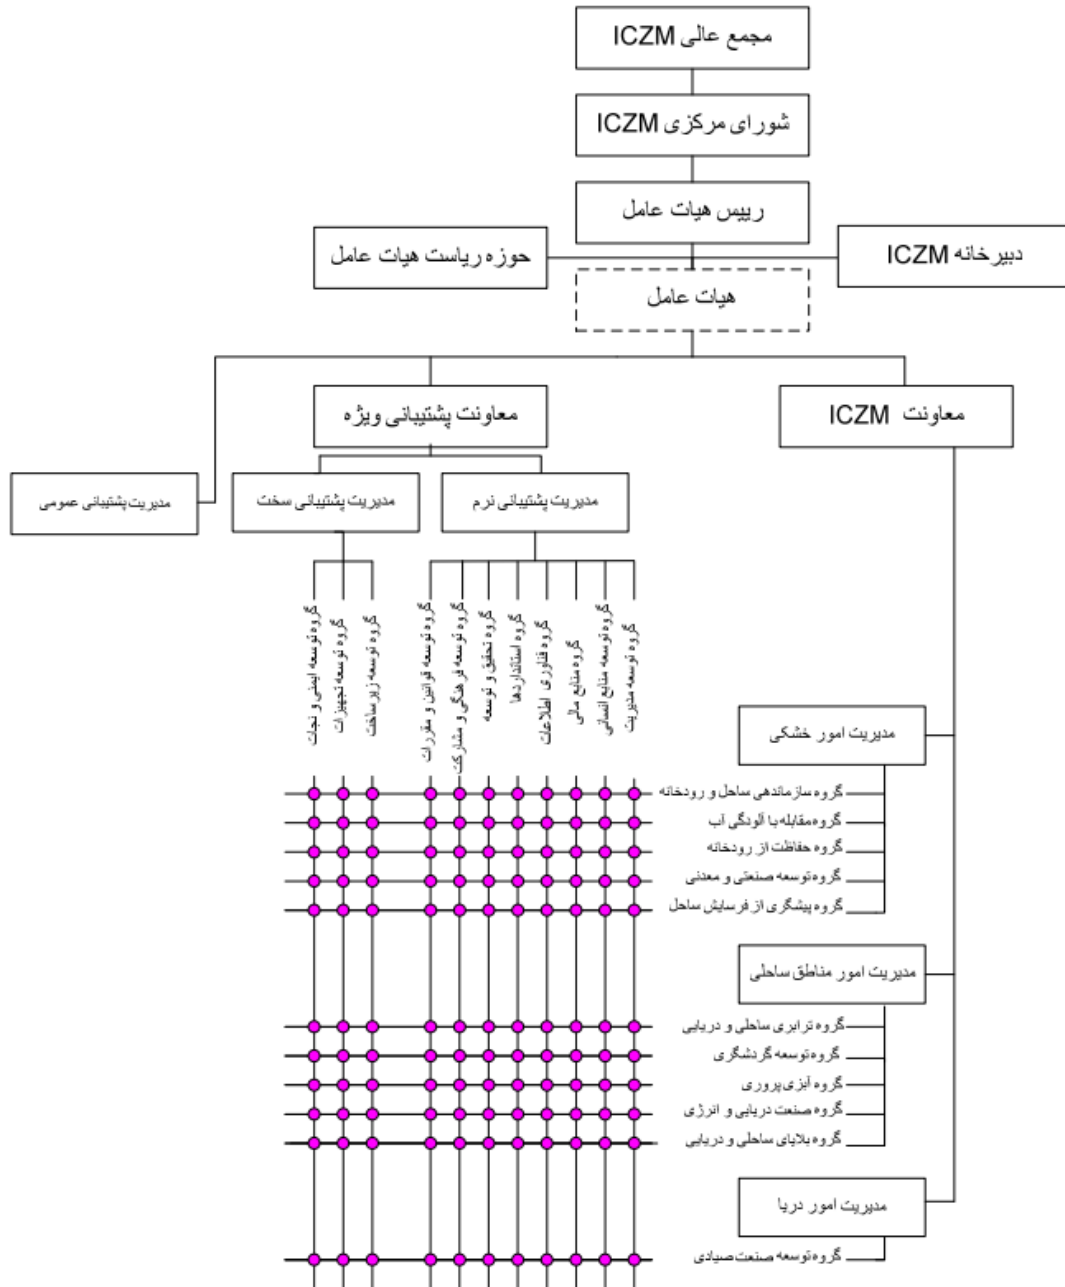 مجمع عالی ICZM
شورای مرکزی ICZM
رییس هیات عامل
دبیرخانه ICZM
حوزه ریاست هیات عامل
هیات عامل
معاونت ICZM
معاونت پشتیبانی ویژه
مدیریت پشتیبانی نرم
مدیریت پشتیبانی سخت
مدیریت پشتیبانی عمومی
گروه توسعه مدیریت
گروه توسعه منابع انسانی
گروه منابع مالی
گروه فناوری اطلاعات
گروه استانداردها
گروه تحقیق و توسعه
گروه توسعه فرهنگی و مشارکت
گروه توسعه قوانین و مقررات
گروه توسعه زیرساخت
گروه توسعه تجهیزات
گروه توسعه ایمنی و نجات
مدیریت امور خشکی
گروه سازماندهی ساحل و رودخانه
گروه مقابله با آلودگی آب
گروه حفاظت از رودخانه
گروه توسعه صنعتی و معدنی
گروه پیشگری از فرسایش ساحل
مدیریت امور مناطق ساحلی
گروه ترابری ساحلی و دریایی
گروه توسعه گردشگری
گروه آبزی پروری
گروه صنعت دریایی و انرژی
گروه بلایای ساحلی و دریایی
مدیریت امور دریا
گروه توسعه صنعت صیادی